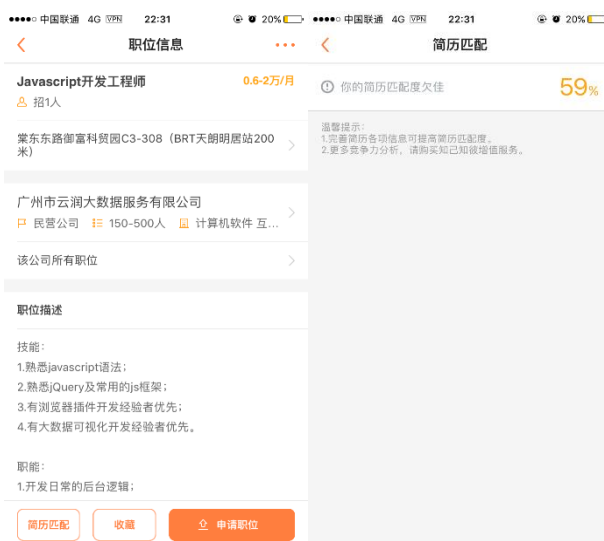 中国联通 4G VPN 22:31 20%
职位信息
Javascript开发工程师 0.6-2万/月
招1人
棠东东路御富科贸园C3-308（BRT天朗明居站200
米）
广州市云润大数据服务有限公司
民营公司 150-500人 计算机软件 互...
该公司所有职位
职位描述
技能：
1.熟悉javascript语法；
2.熟悉jQuery及常用的js框架；
3.有浏览器插件开发经验者优先；
4.有大数据可视化开发经验者优先。
职能：
1.开发日常的后台逻辑；
简历匹配 收藏 申请职位
中国联通 4G VPN 22:31 20%
简历匹配
你的简历匹配度欠佳 59%
温馨提示：
1.完善简历各项信息可提高简历匹配度。
2.更多竞争力分析，请购买知己知彼增值服务。